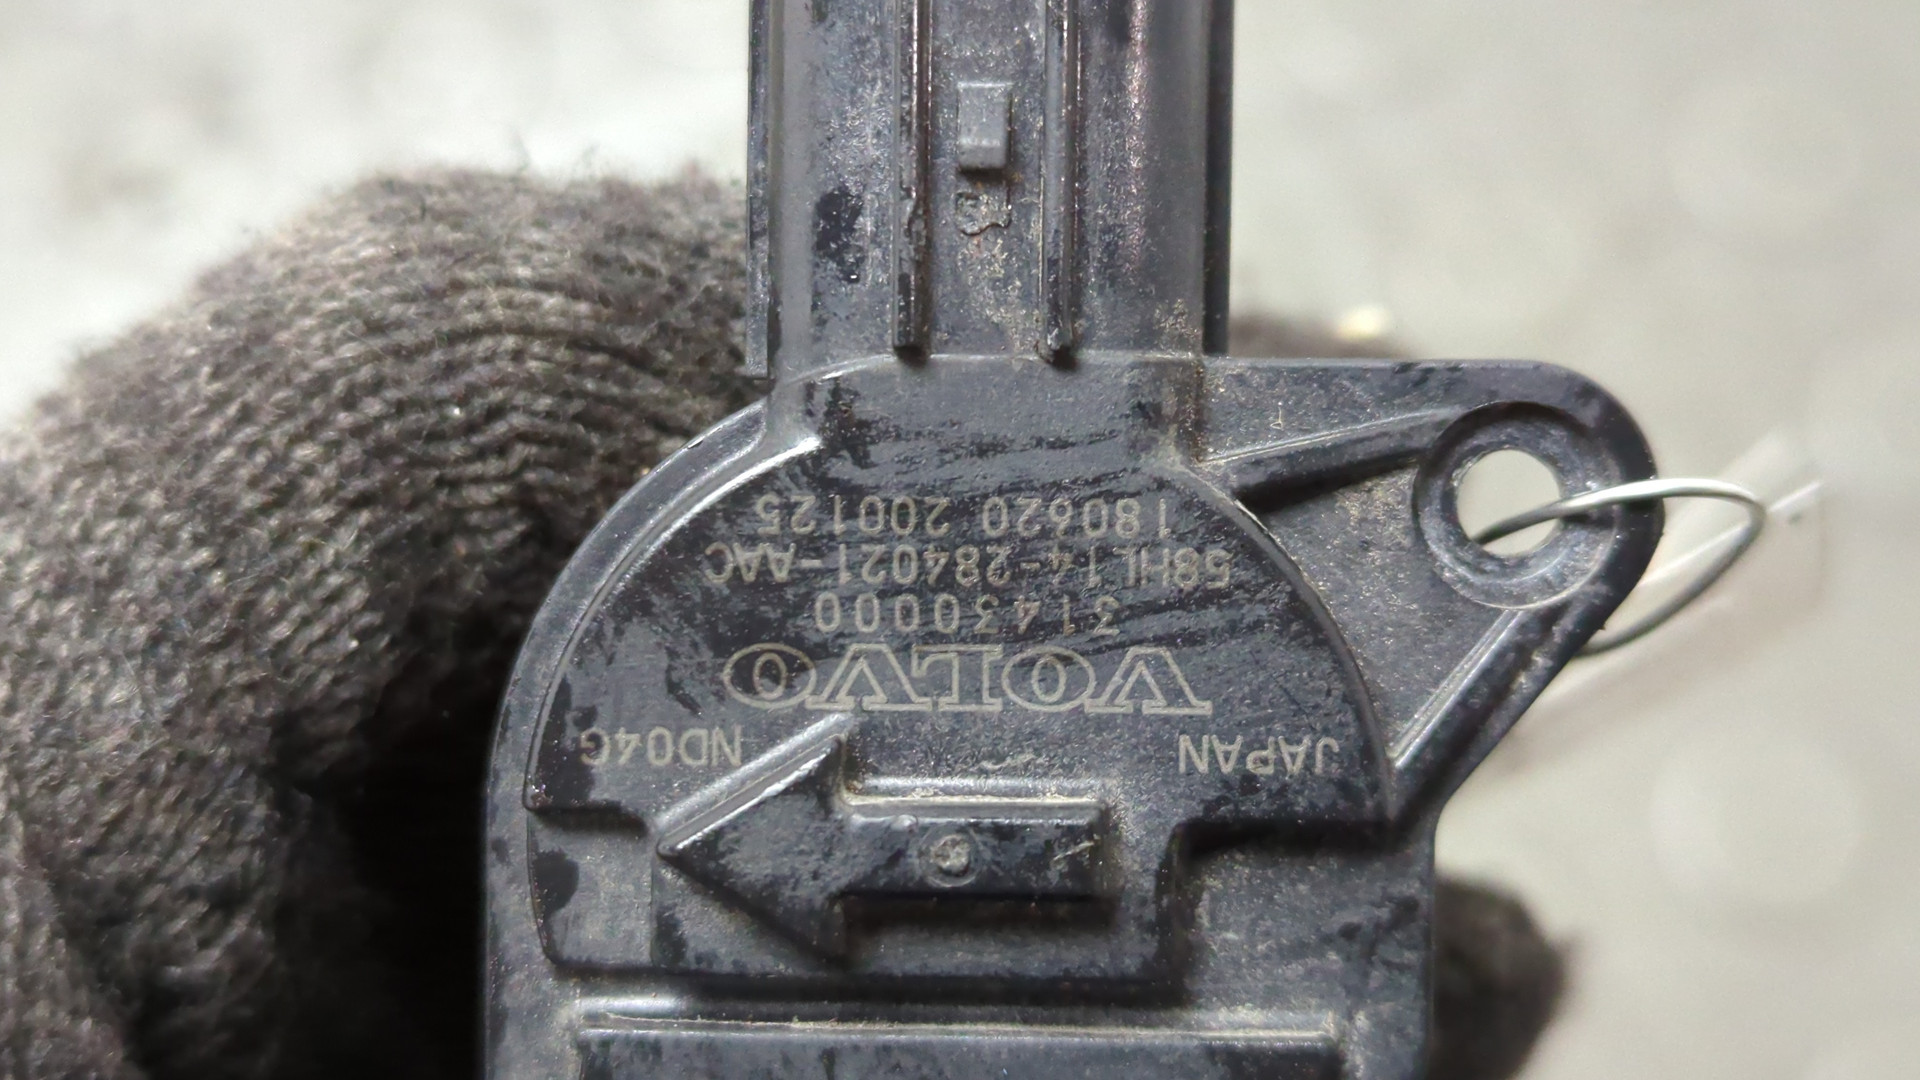 JAPAN ND04G
VOLVO
31430000
58HL14-284021-AAC
180620 200125